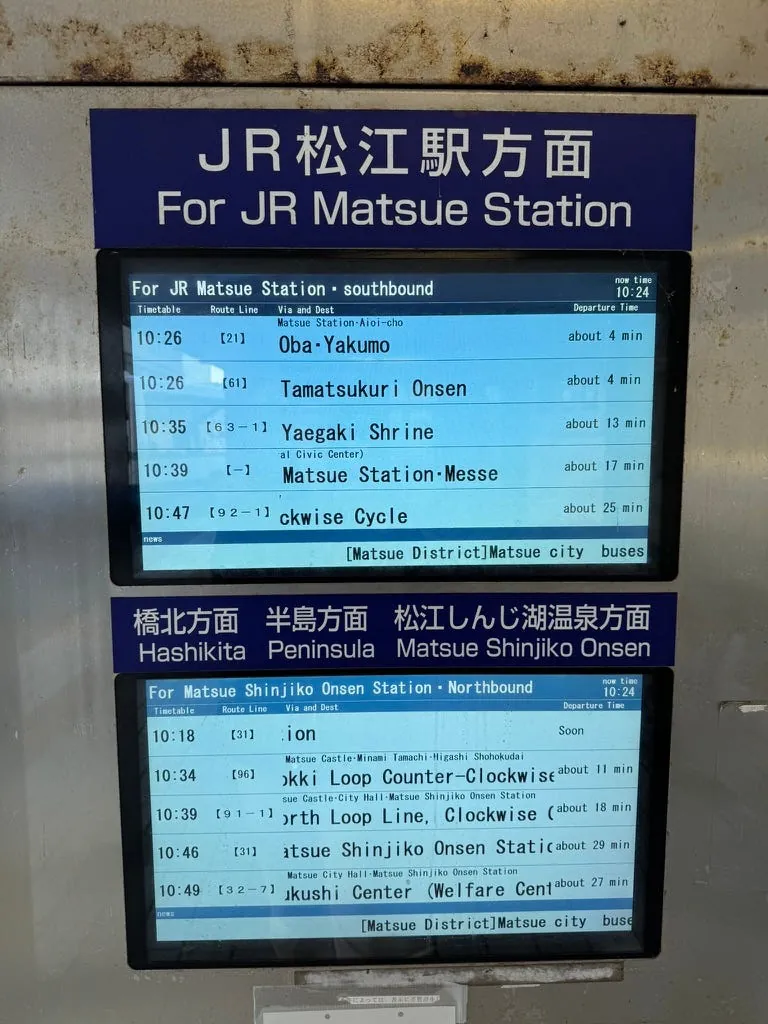 JR松江駅方面
For JR Matsue Station
For JR Matsue Station・southbound now time 10:24
Timetable Route Line Via and Dest Departure Time
Matsue Station・Aioi-cho
10:26 【21】 Oba・Yakumo about 4 min
10:26 【61】 Tamatsukuri Onsen about 4 min
10:35 【63－1】 Yaegaki Shrine about 13 min
al Civic Center)
10:39 【－】 Matsue Station・Messe about 17 min
10:47 【92－1】 ckwise Cycle about 25 min
news
[Matsue District]Matsue city buses
橋北方面 半島方面 松江しんじ湖温泉方面
Hashikita Peninsula Matsue Shinjiko Onsen
For Matsue Shinjiko Onsen Station・Northbound now time 10:24
Timetable Route Line Via and Dest Departure Time
10:18 【31】 ion Soon
Matsue Castle・Minami Tamachi・Higashi Shohokudai
10:34 【96】 okki Loop Counter-Clockwise about 11 min
sue Castle・City Hall・Matsue Shinjiko Onsen Station
10:39 【91－1】 orth Loop Line, Clockwise ( about 18 min
10:46 【31】 atsue Shinjiko Onsen Static about 29 min
Matsue City Hall・Matsue Shinjiko Onsen Station
10:49 【32－7】 ukushi Center (Welfare Cent about 27 min
news
[Matsue District]Matsue city buse